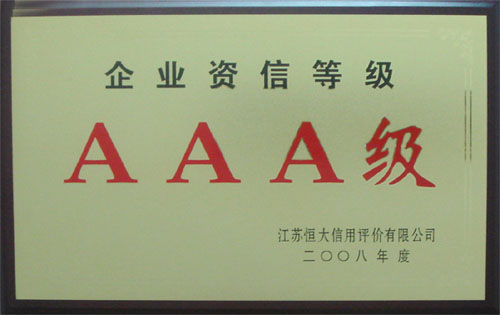 企业资信等级
AAA级
江苏恒大信用评价有限公司
二〇〇八年度